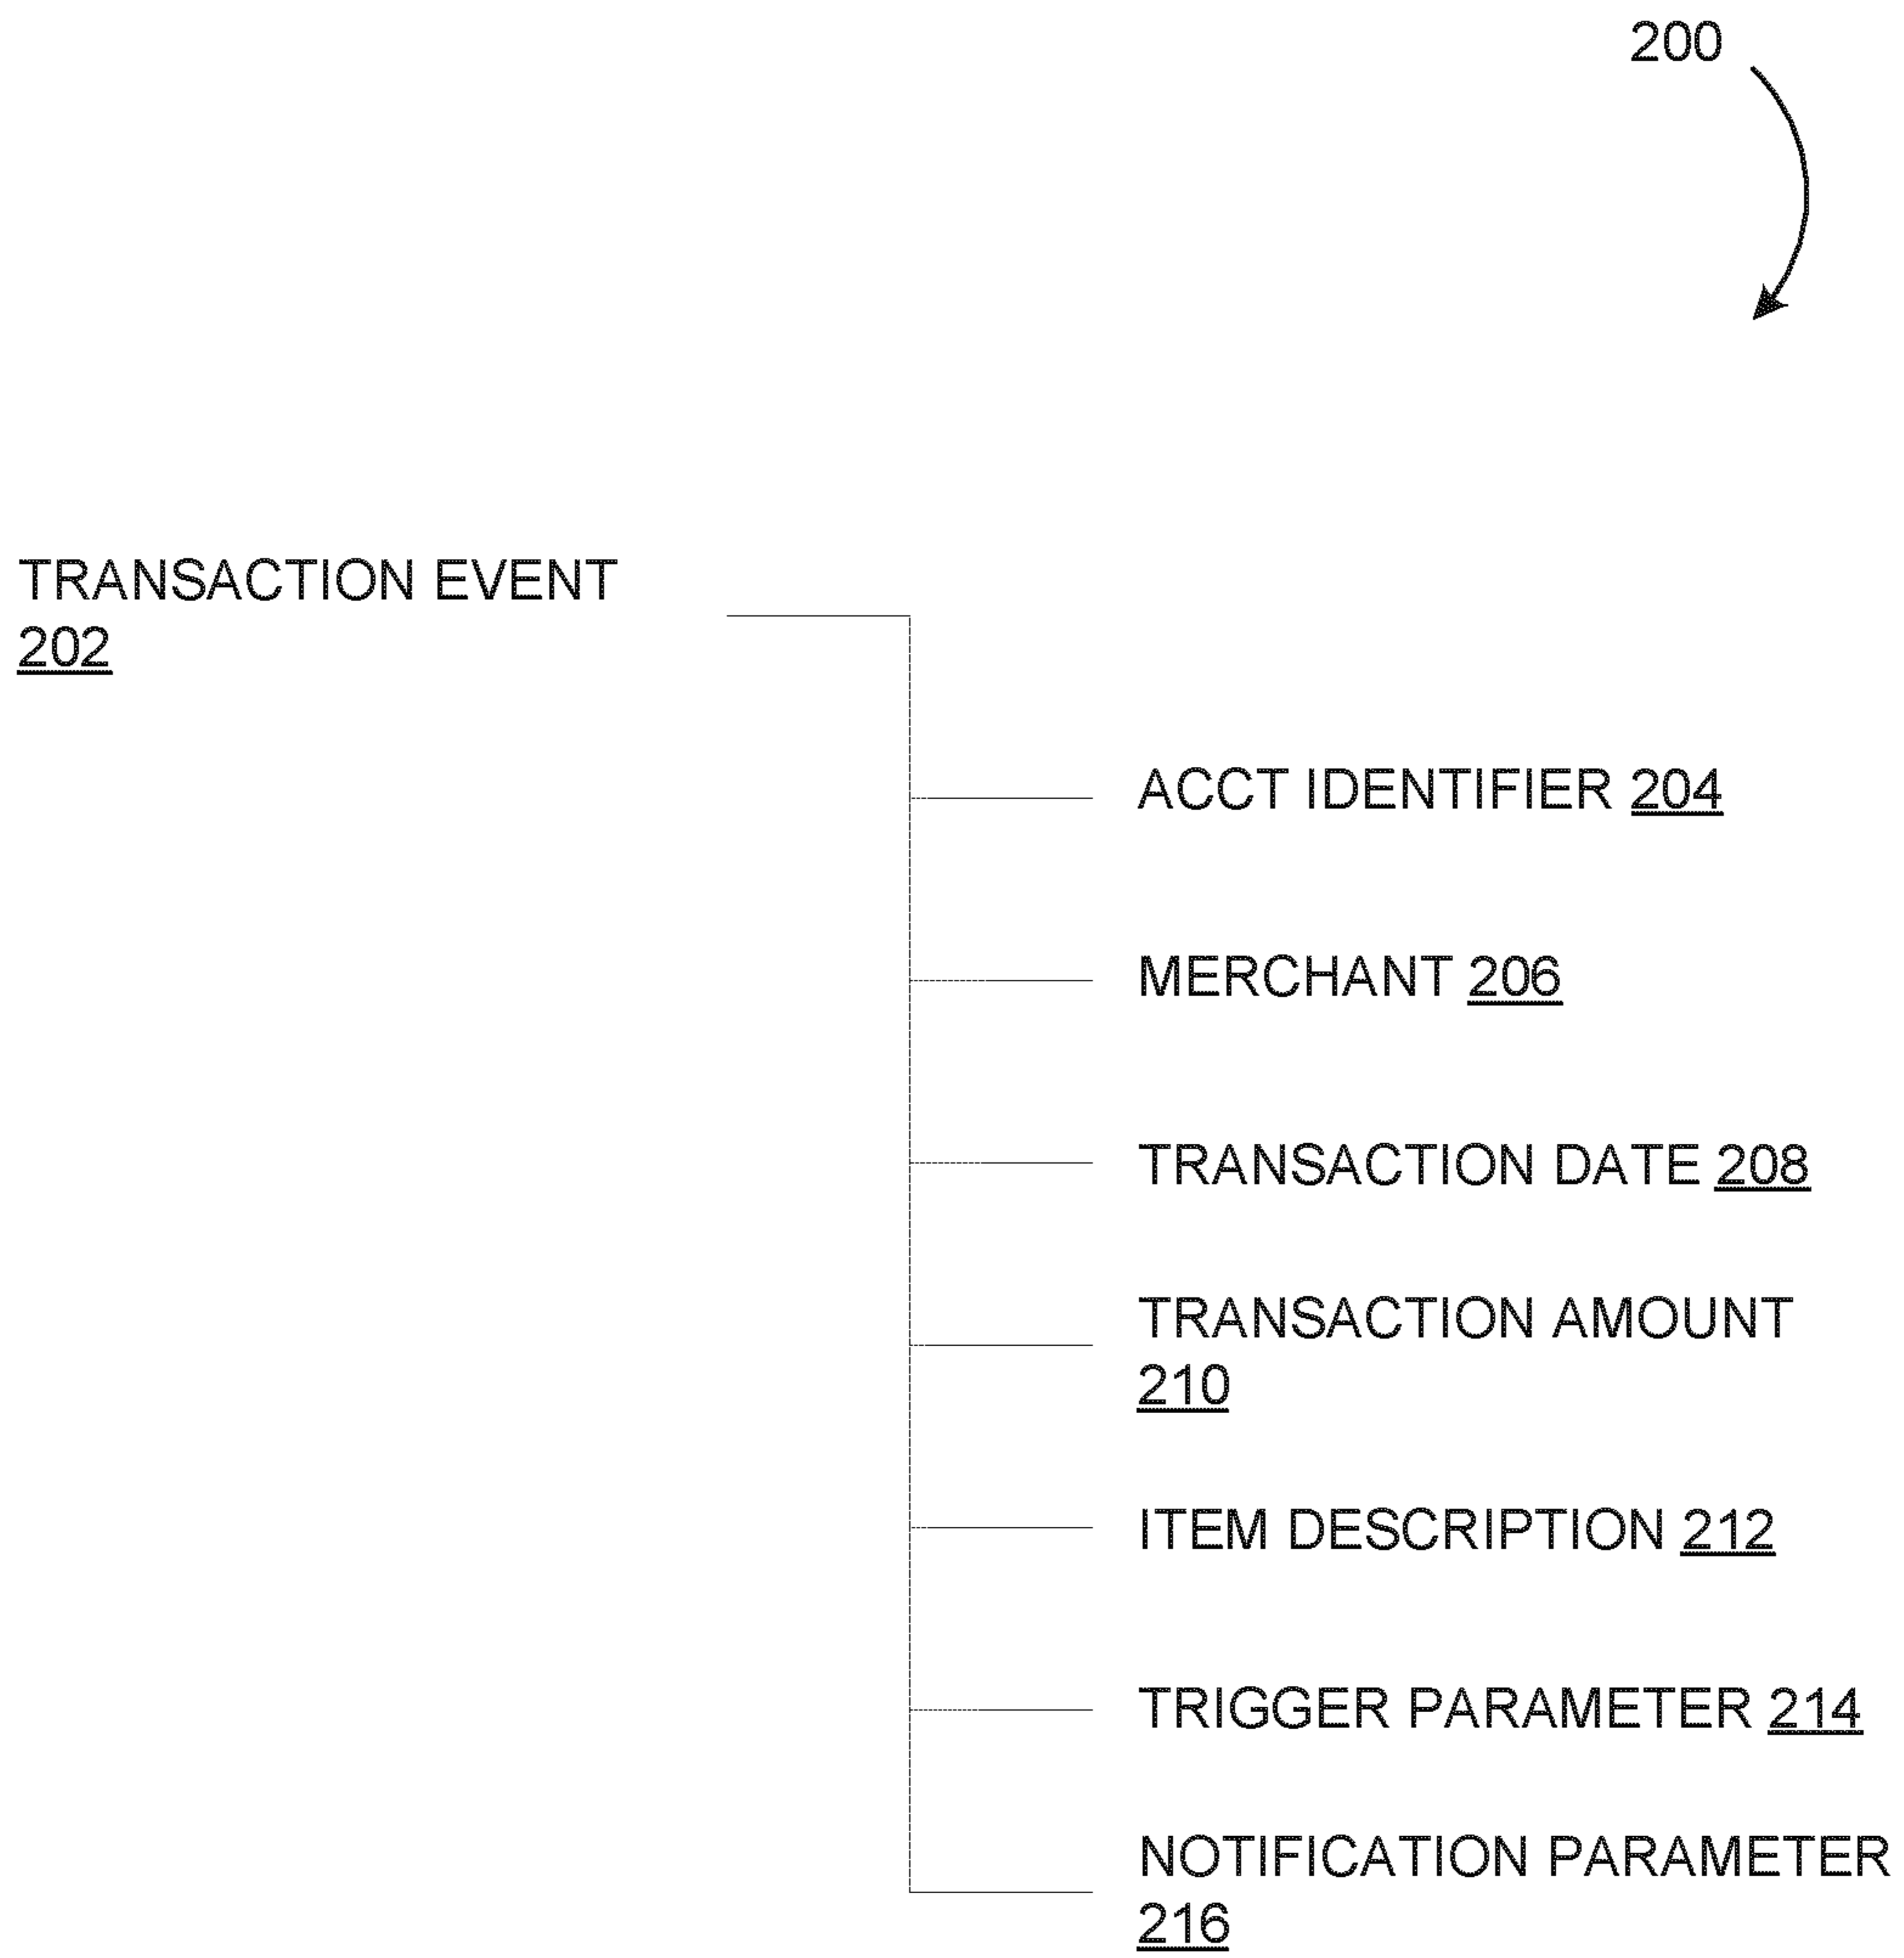 200
TRANSACTION EVENT
202
ACCT IDENTIFIER 204
MERCHANT 206
TRANSACTION DATE 208
TRANSACTION AMOUNT
210
ITEM DESCRIPTION 212
TRIGGER PARAMETER 214
NOTIFICATION PARAMETER
216